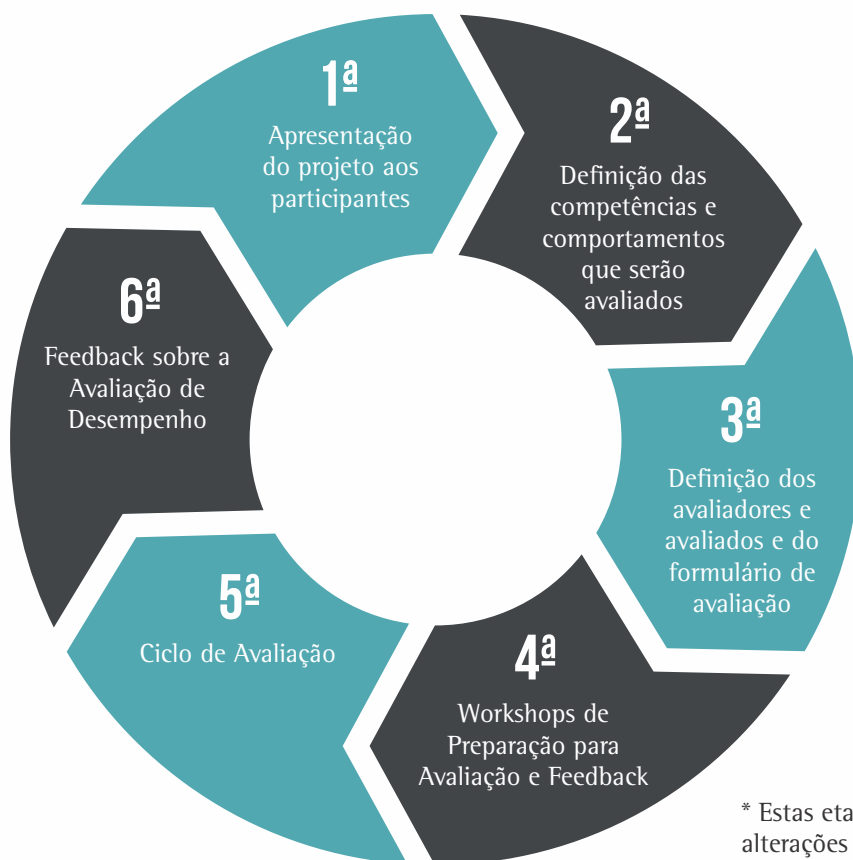 1ª
Apresentação
do projeto aos
participantes
2ª
Definição das
competências e
comportamentos
que serão
avaliados
3ª
Definição dos
avaliadores e
avaliados e do
formulário de
avaliação
4ª
Workshops de
Preparação para
Avaliação e Feedback
5ª
Ciclo de Avaliação
6ª
Feedback sobre a
Avaliação de
Desempenho
* Estas
alterações